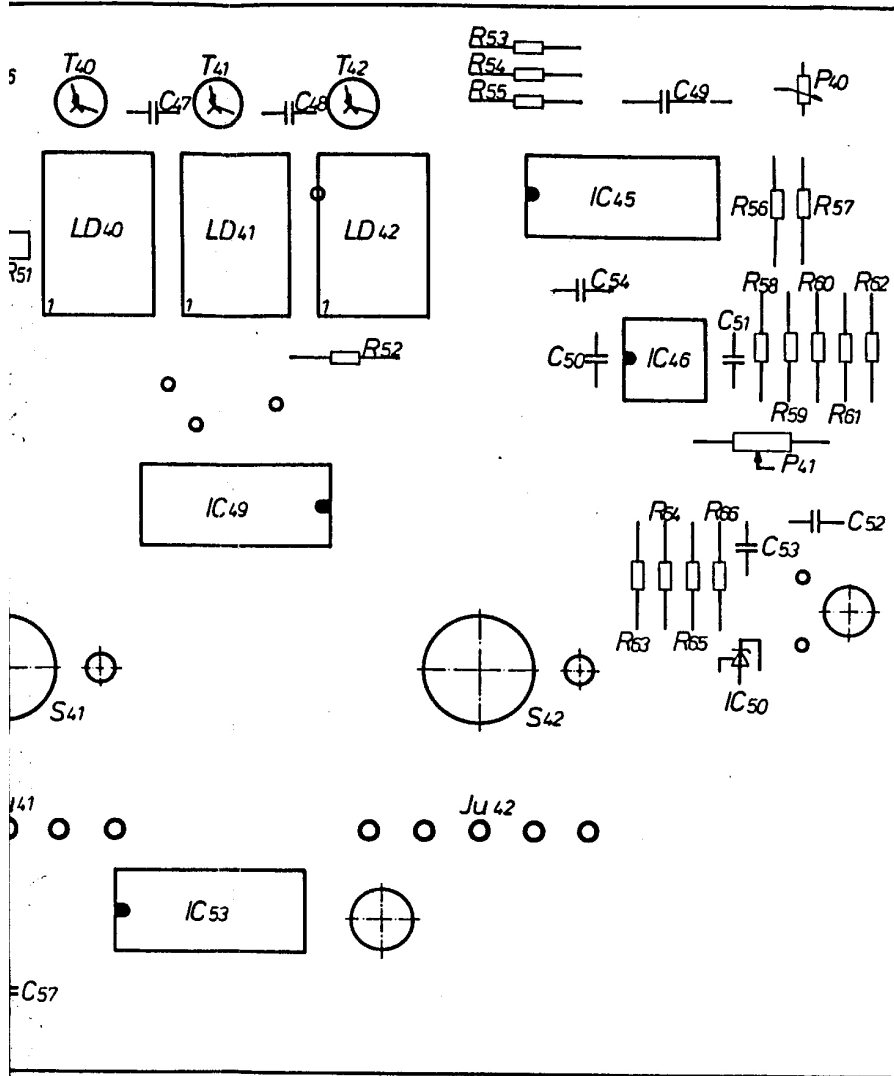 R53
T40 T41 T42 R54 P40
6 C47 C48 R55 C49
LD40 LD41 LD42 IC45 R56 R57
R51
1 1 1 C54 R58 R60 R62
R52 C50 IC46 C51
R59 R61
P41
IC49 R64 R66 C52
C53
R63 R65
S41 S42 IC50
41 Ju42
IC53
C57